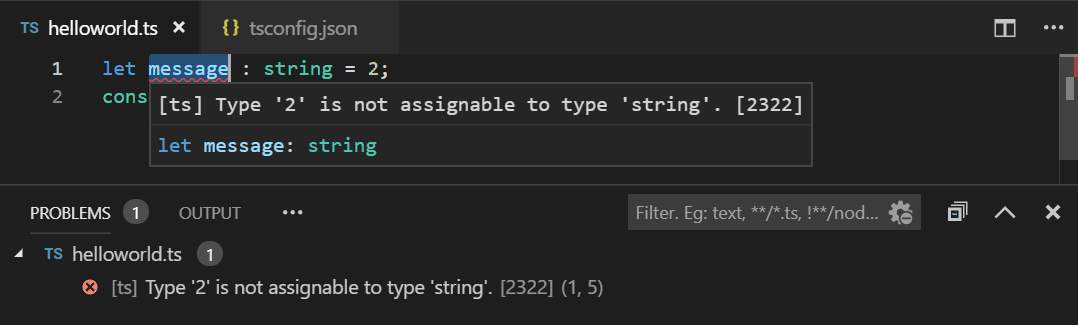 TS helloworld.ts × {} tsconfig.json ···
1 let message : string = 2;
2 cons
[ts] Type '2' is not assignable to type 'string'. [2322]
let message: string
PROBLEMS 1 OUTPUT ··· Filter. Eg: text, **/*.ts, !**/nod...
TS helloworld.ts 1
[ts] Type '2' is not assignable to type 'string'. [2322] (1, 5)